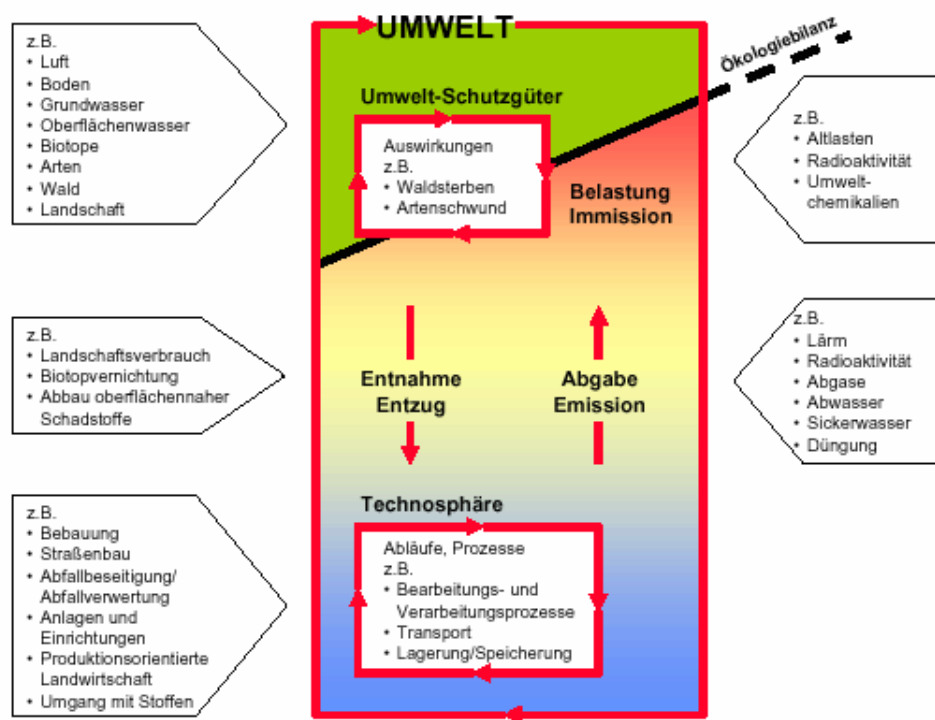 UMWELT
Ökologiebilanz
z.B.
• Luft
• Boden
• Grundwasser
• Oberflächenwasser
• Biotope
• Arten
• Wald
• Landschaft
Umwelt-Schutzgüter
Auswirkungen
z.B.
• Waldsterben
• Artenschwund
Belastung
Immission
z.B.
• Altlasten
• Radioaktivität
• Umwelt-
chemikalien
z.B.
• Landschaftsverbrauch
• Biotopvernichtung
• Abbau oberflächennaher
Schadstoffe
Entnahme
Entzug
Abgabe
Emission
z.B.
• Lärm
• Radioaktivität
• Abgase
• Abwasser
• Sickerwasser
• Düngung
z.B.
• Bebauung
• Straßenbau
• Abfallbeseitigung/
Abfallverwertung
• Anlagen und
Einrichtungen
• Produktionsorientierte
Landwirtschaft
• Umgang mit Stoffen
Technosphäre
Abläufe, Prozesse
z.B.
• Bearbeitungs- und
Verarbeitungsprozesse
• Transport
• Lagerung/Speicherung